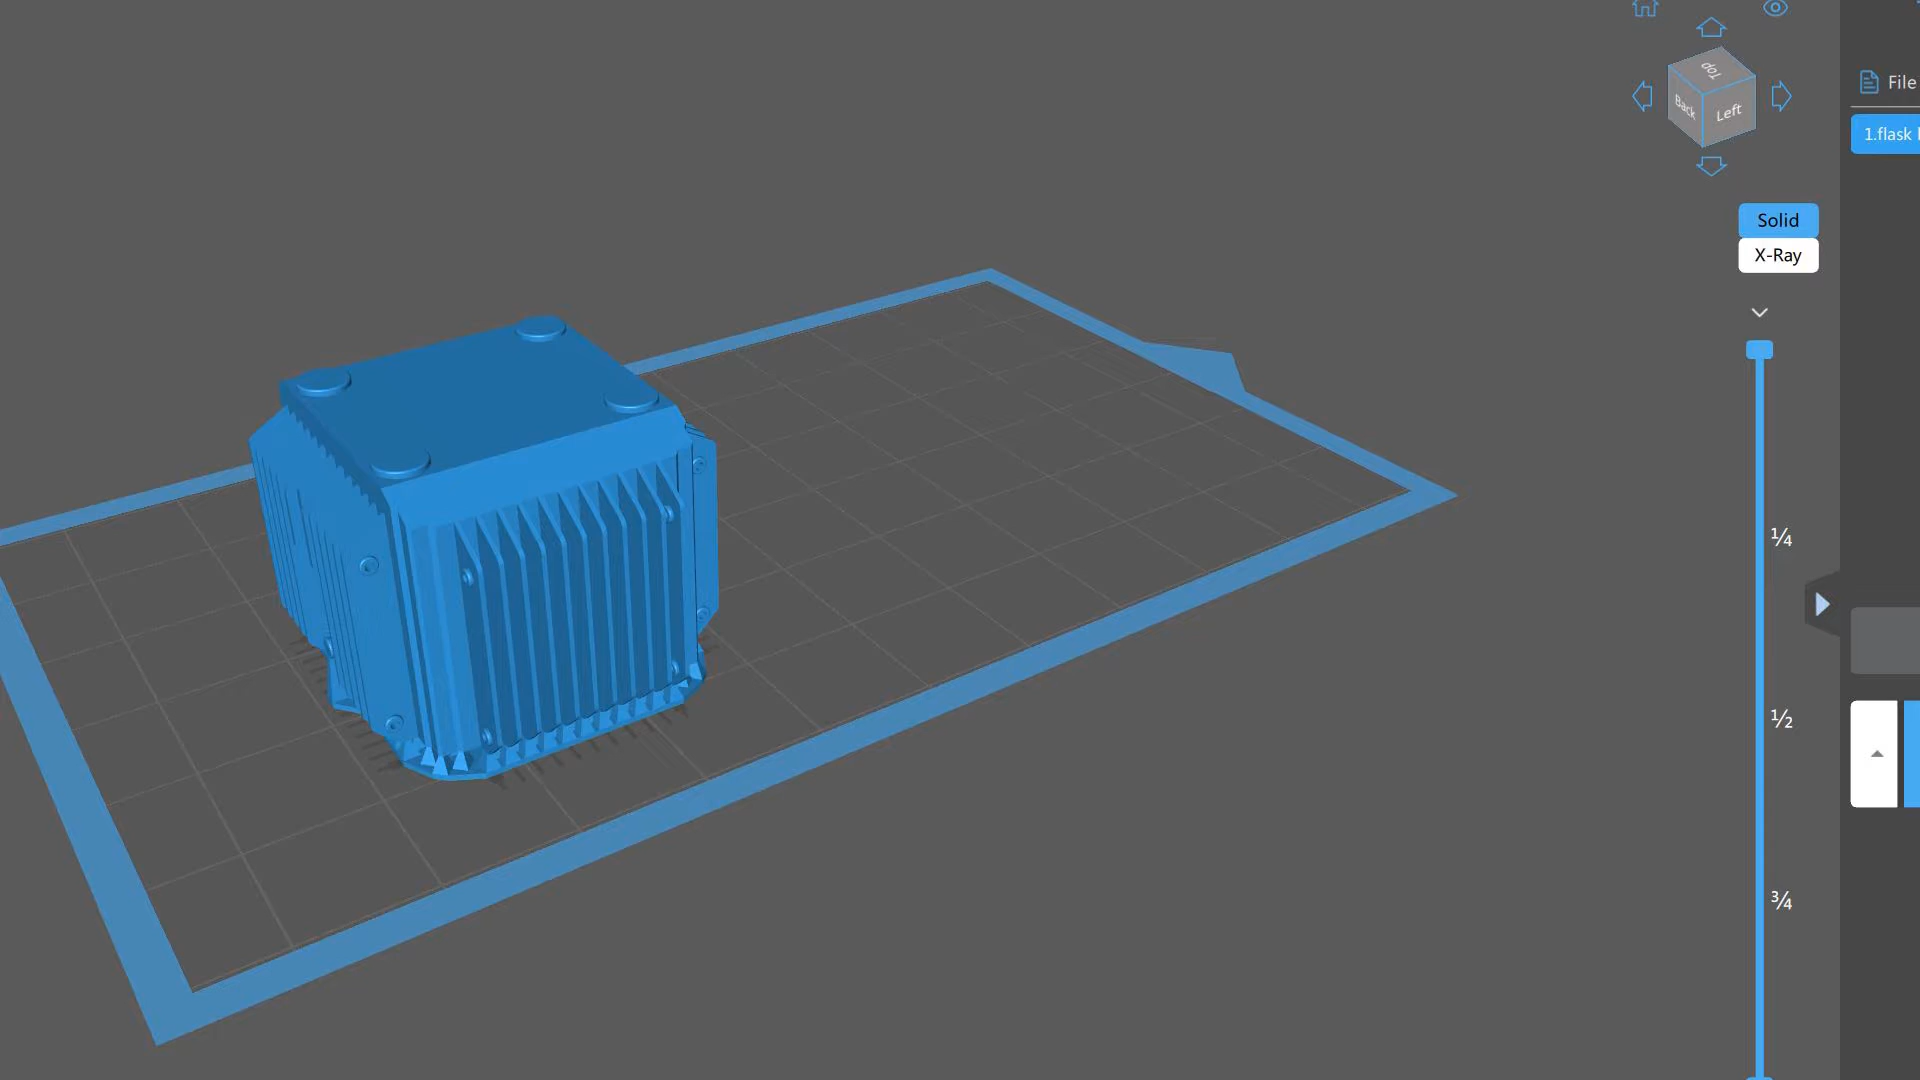 Top
Back
Left
File
1.flask
Solid
X-Ray
¼
½
¾